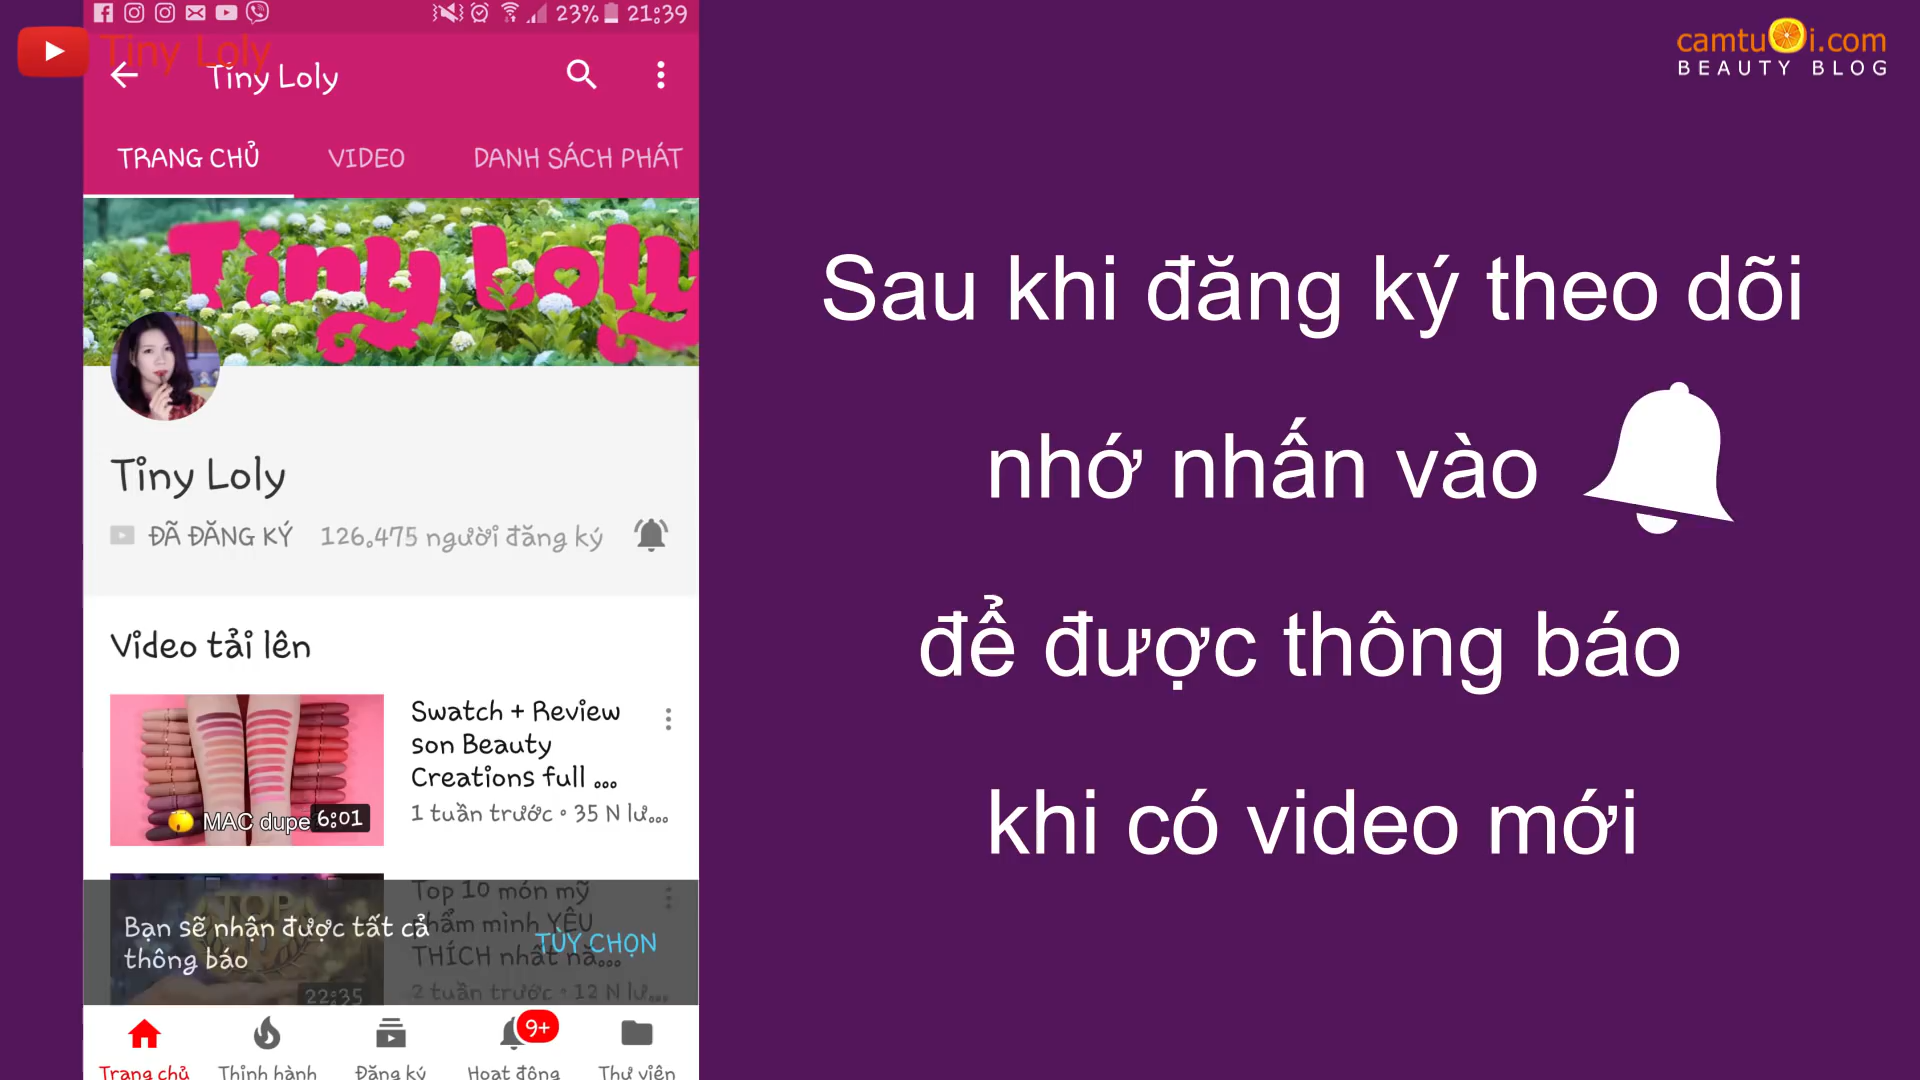 23% 21:39
Tiny Loly
Tiny Loly
camtuoi.com
BEAUTY BLOG
TRANG CHỦ VIDEO DANH SÁCH PHÁT
Tiny Loly
Tiny Loly
ĐÃ ĐĂNG KÝ 126.475 người đăng ký
Video tải lên
Swatch + Review
son Beauty
Creations full ...
1 tuần trước • 35 N lư...
MAC dupe 6:01
TOP
Top 10 món mỹ
phẩm mình YÊU
THÍCH nhất nă...
2 tuần trước • 12 N lư...
22:35
Bạn sẽ nhận được tất cả
thông báo
TÙY CHỌN
9+
Trang chủ Thịnh hành Đăng ký Hoạt động Thư viện
Sau khi đăng ký theo dõi
nhớ nhấn vào
để được thông báo
khi có video mới